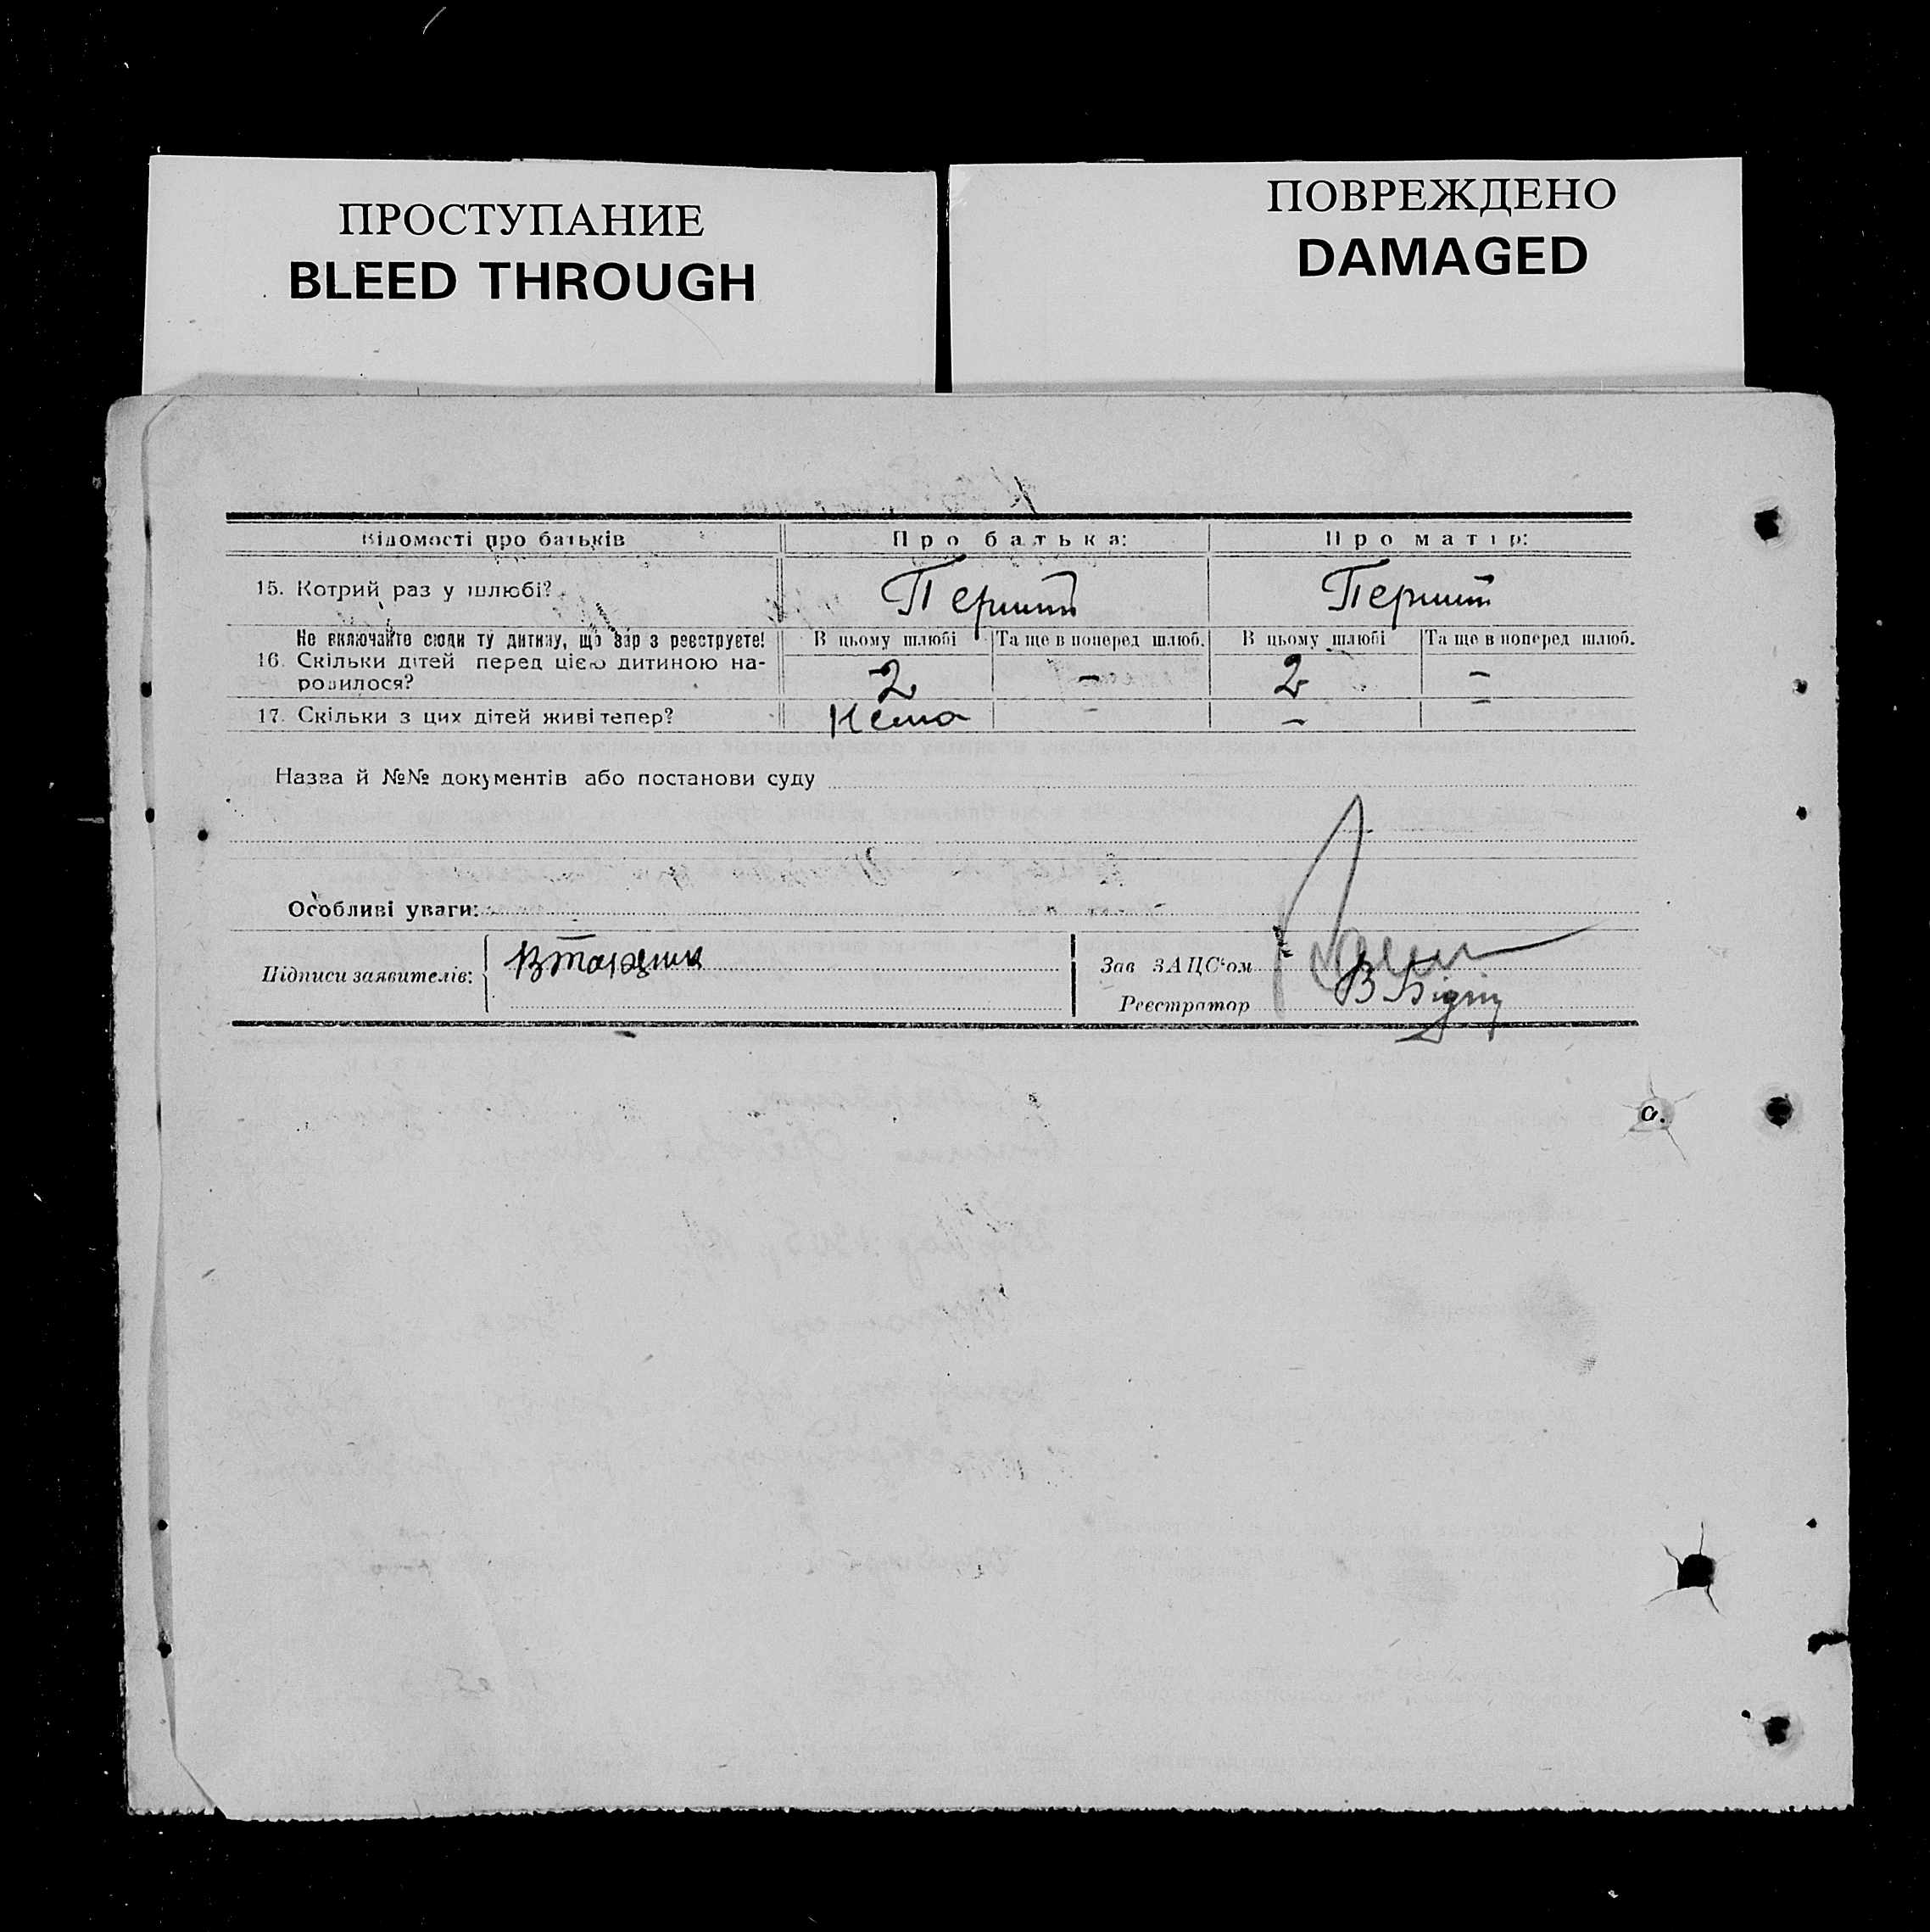 ПРОСТУПАНИЕ
BLEED THROUGH
ПОВРЕЖДЕНО
DAMAGED
Відомості про батьків Про батька: Про матір:
15. Котрий раз у шлюбі? Перший Перший
Не включайте сюди ту дитину, що зар з реєструєте! В цьому шлюбі Та ще в поперед шлюб. В цьому шлюбі Та ще в поперед шлюб.
16. Скільки дітей перед цією дитиною на-
родилося? 2 – 2 –
17. Скільки з цих дітей живі тепер? Нема – – –
Назва й №№ документів або постанови суду
Особливі уваги:
Підписи заявителів:
Зав ЗАЦС‘ом
Реєстратор